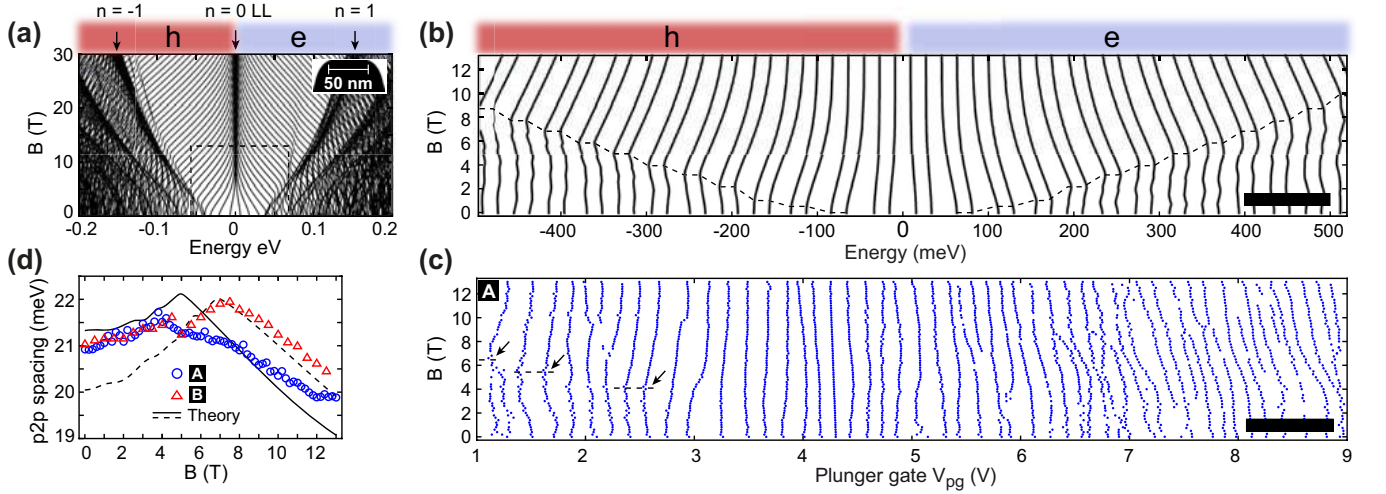 n = -1 n = 0 LL n = 1
(a) h e
30
20
10
0
B (T)
50 nm
-0.2 -0.1 0 0.1 0.2
Energy eV
(b) h e
12
10
8
6
4
2
0
B (T)
-400 -300 -200 -100 0 100 200 300 400 500
Energy (meV)
(d)
22
21
20
19
p2p spacing (meV)
A
B
Theory
0 2 4 6 8 10 12
B (T)
(c) A
12
10
8
6
4
2
0
B (T)
1 2 3 4 5 6 7 8 9
Plunger gate Vpg (V)